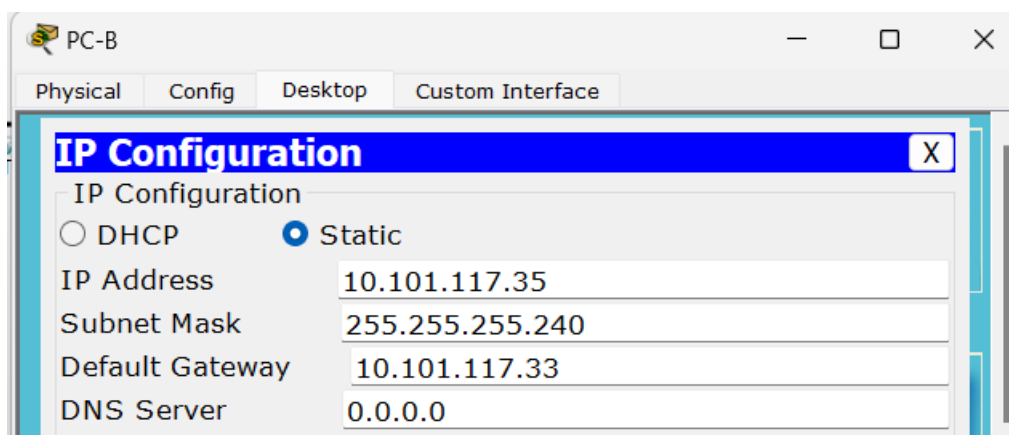 PC-B
Physical Config Desktop Custom Interface
IP Configuration X
IP Configuration
DHCP Static
IP Address 10.101.117.35
Subnet Mask 255.255.255.240
Default Gateway 10.101.117.33
DNS Server 0.0.0.0